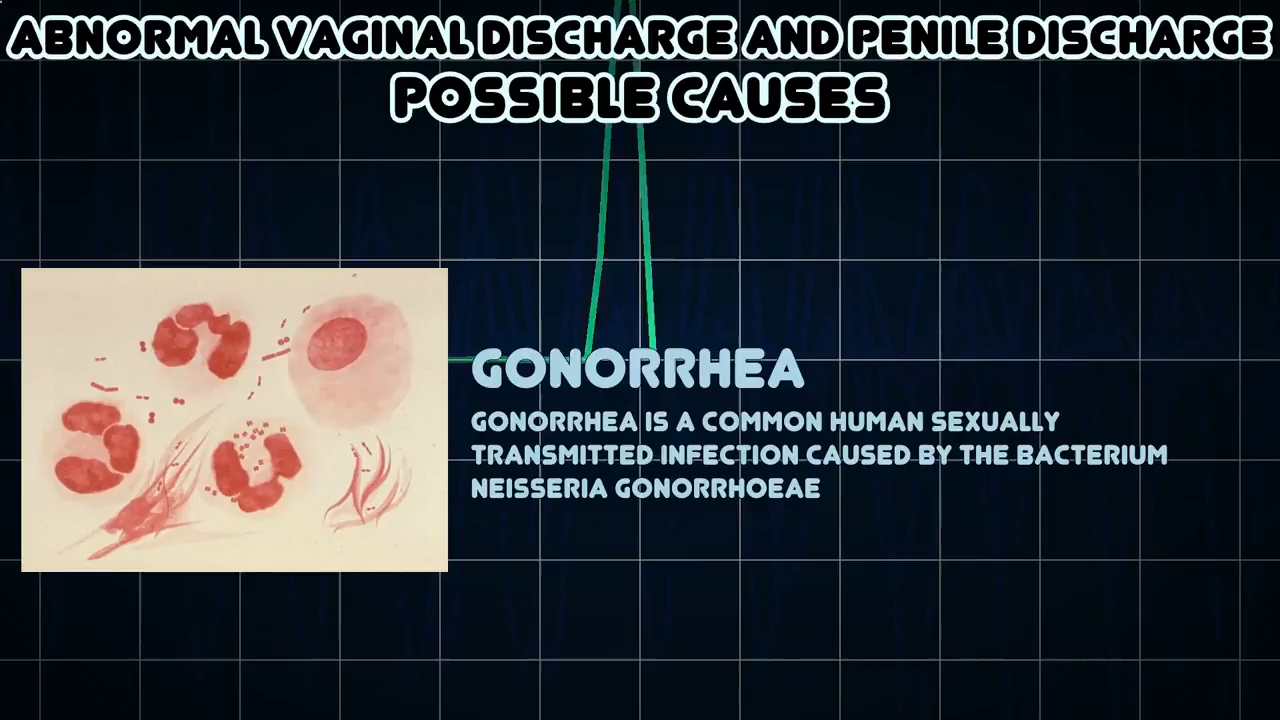 ABNORMAL VAGINAL DISCHARGE AND PENILE DISCHARGE
POSSIBLE CAUSES
GONORRHEA
GONORRHEA IS A COMMON HUMAN SEXUALLY
TRANSMITTED INFECTION CAUSED BY THE BACTERIUM
NEISSERIA GONORRHOEAE